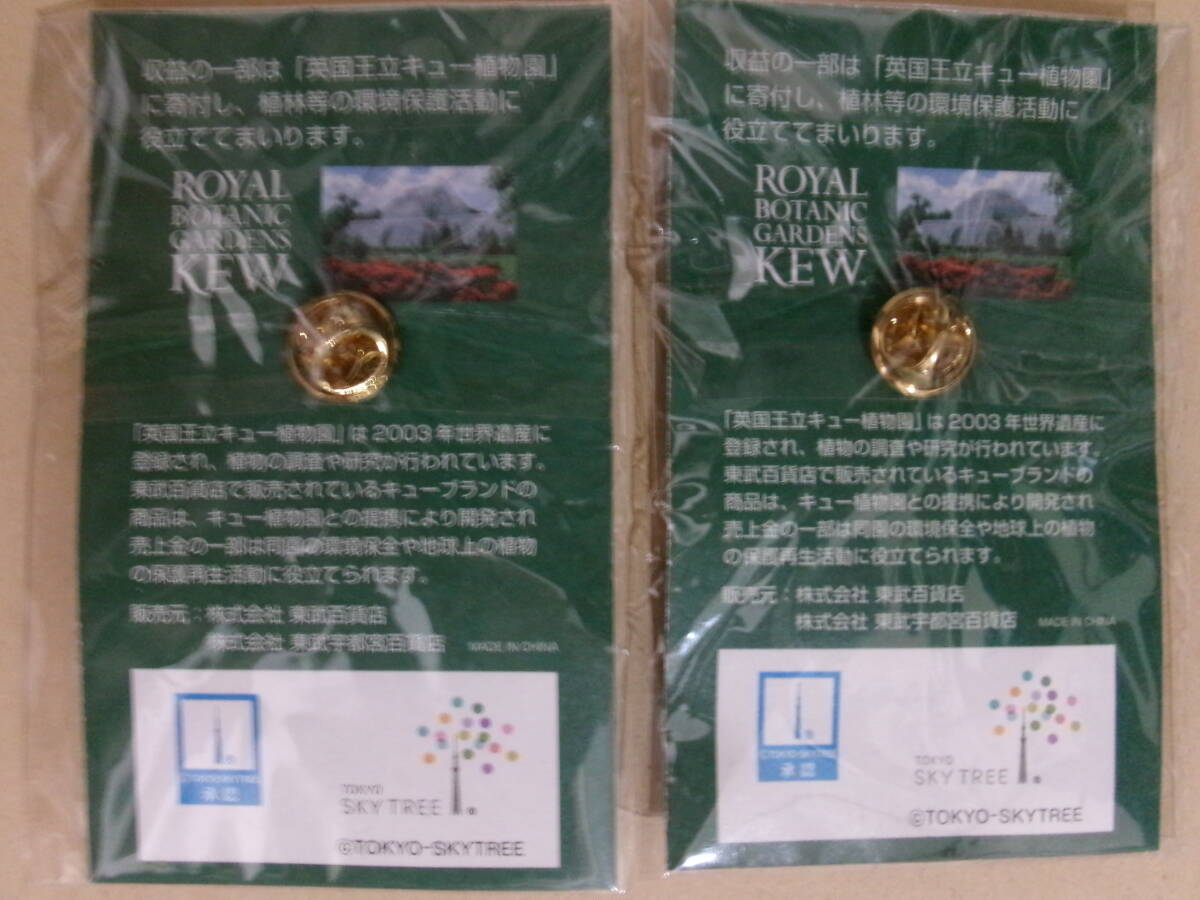 収益の一部は「英国王立キュー植物園」
に寄付し、植林等の環境保護活動に
役立ててまいります。
ROYAL
BOTANIC
GARDENS
KEW
「英国王立キュー植物園」は2003年世界遺産に
登録され、植物の調査や研究が行われています。
東武百貨店で販売されているキューブランドの
商品は、キュー植物園との提携により開発され
売上金の一部は同園の環境保全や地球上の植物
の保護再生活動に役立てられます。
販売元：株式会社 東武百貨店
株式会社 東武宇都宮百貨店 MADE IN CHINA
©TOKYO-SKYTREE
承認
TOKYO
SKYTREE
©TOKYO-SKYTREE
収益の一部は「英国王立キュー植物園」
に寄付し、植林等の環境保護活動に
役立ててまいります。
ROYAL
BOTANIC
GARDENS
KEW
「英国王立キュー植物園」は2003年世界遺産に
登録され、植物の調査や研究が行われています。
東武百貨店で販売されているキューブランドの
商品は、キュー植物園との提携により開発され
売上金の一部は同園の環境保全や地球上の植物
の保護再生活動に役立てられます。
販売元：株式会社 東武百貨店
株式会社 東武宇都宮百貨店 MADE IN CHINA
©TOKYO-SKYTREE
承認
TOKYO
SKYTREE
©TOKYO-SKYTREE